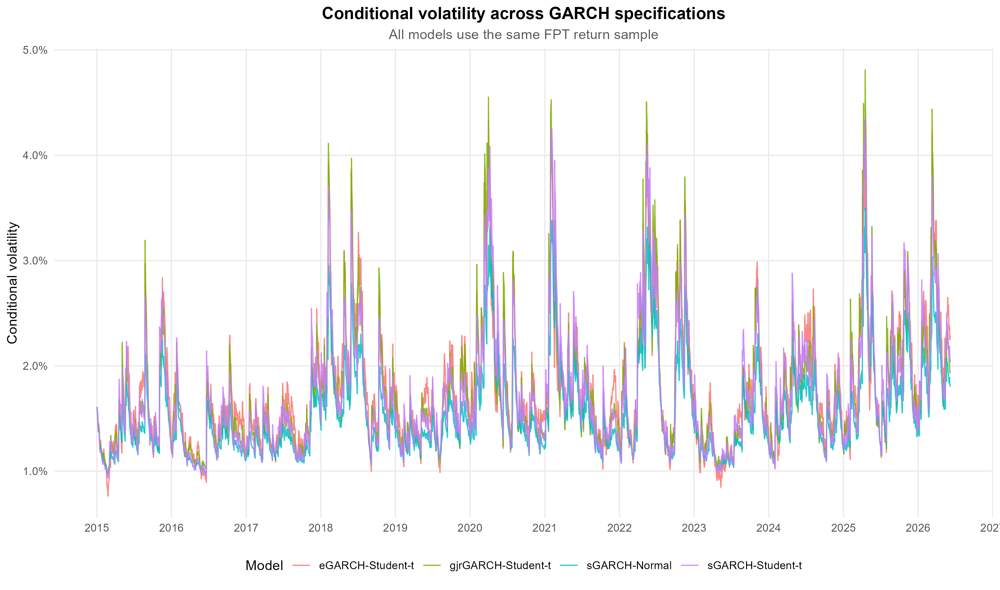 Conditional volatility across GARCH specifications
All models use the same FPT return sample
Conditional volatility
5.0%
4.0%
3.0%
2.0%
1.0%
2015 2016 2017 2018 2019 2020 2021 2022 2023 2024 2025 2026
Model eGARCH-Student-t gjrGARCH-Student-t sGARCH-Normal sGARCH-Student-t